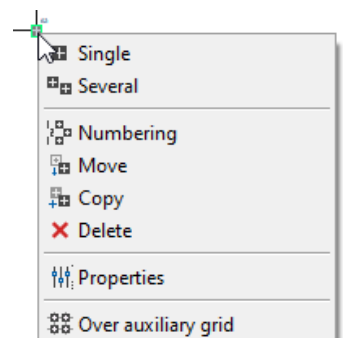 Single
Several
Numbering
Move
Copy
Delete
Properties
Over auxiliary grid